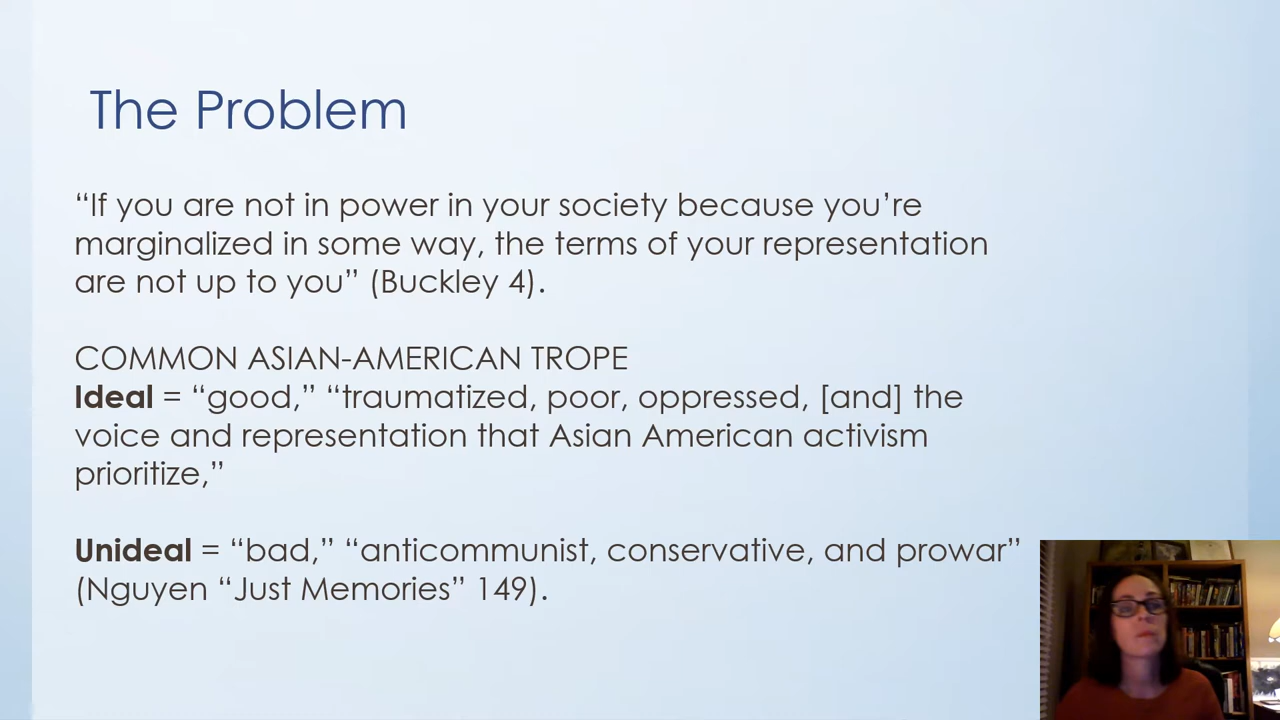 The Problem
“If you are not in power in your society because you’re
marginalized in some way, the terms of your representation
are not up to you” (Buckley 4).
COMMON ASIAN-AMERICAN TROPE
Ideal = “good,” “traumatized, poor, oppressed, [and] the
voice and representation that Asian American activism
prioritize,”
Unideal = “bad,” “anticommunist, conservative, and prowar”
(Nguyen “Just Memories” 149).